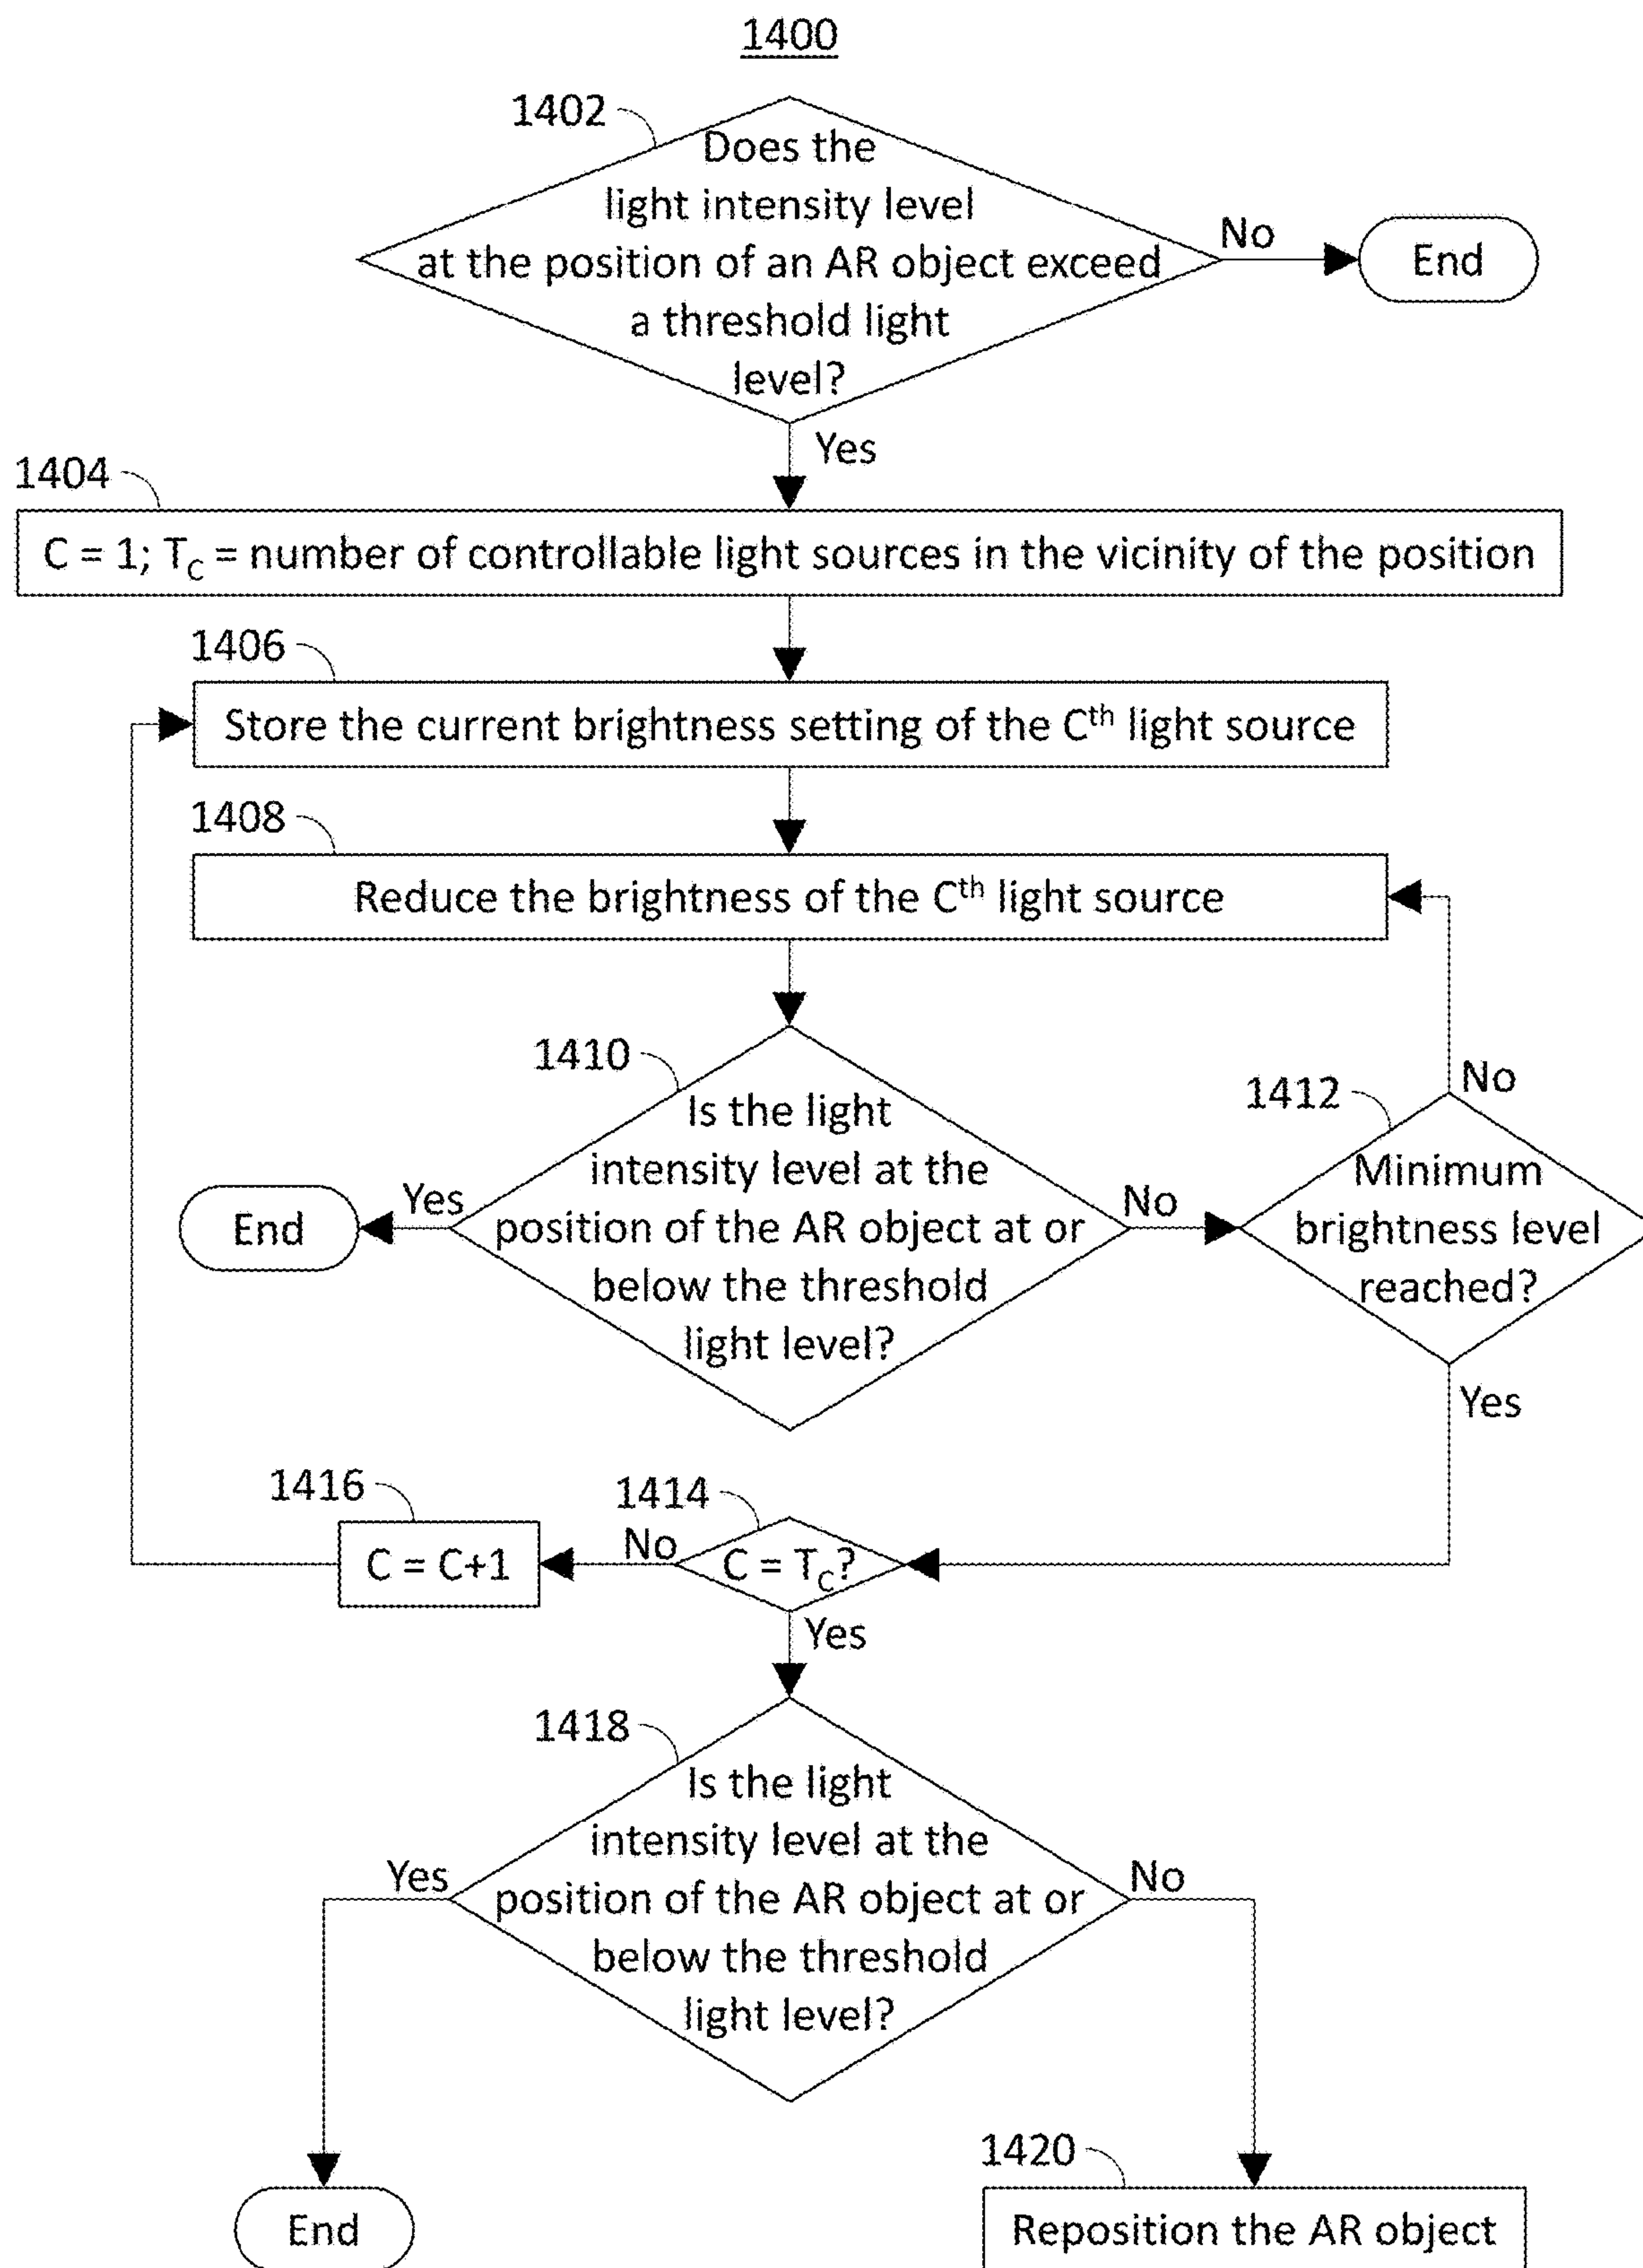 1400
1402
Does the
light intensity level
at the position of an AR object exceed
a threshold light
level?
No
End
Yes
1404
C = 1; TC = number of controllable light sources in the vicinity of the position
1406
Store the current brightness setting of the Cth light source
1408
Reduce the brightness of the Cth light source
1410
Is the light
intensity level at the
position of the AR object at or
below the threshold
light level?
Yes
End
No
1412
Minimum
brightness level
reached?
No
Yes
1414
C = TC?
No
1416
C = C+1
Yes
1418
Is the light
intensity level at the
position of the AR object at or
below the threshold
light level?
Yes
No
End
1420
Reposition the AR object